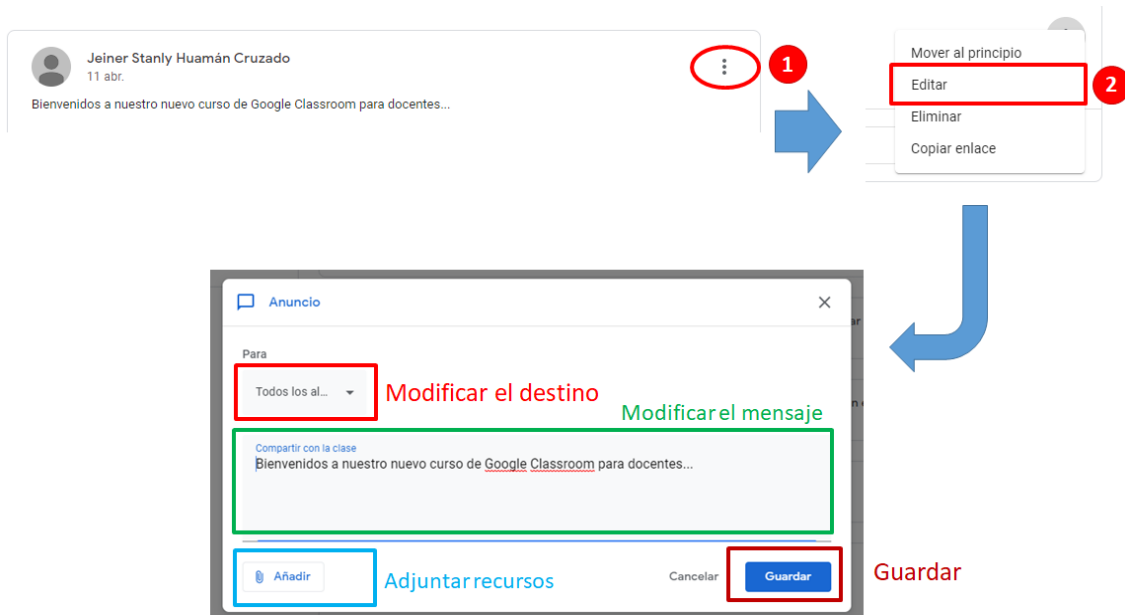 Jeiner Stanly Huamán Cruzado
11 abr.
Bienvenidos a nuestro nuevo curso de Google Classroom para docentes...
1
Mover al principio
Editar
2
Eliminar
Copiar enlace
Anuncio
Para
Todos los al...
Modificar el destino
Modificar el mensaje
Compartir con la clase
Bienvenidos a nuestro nuevo curso de Google Classroom para docentes...
Añadir
Adjuntar recursos
Cancelar
Guardar
Guardar